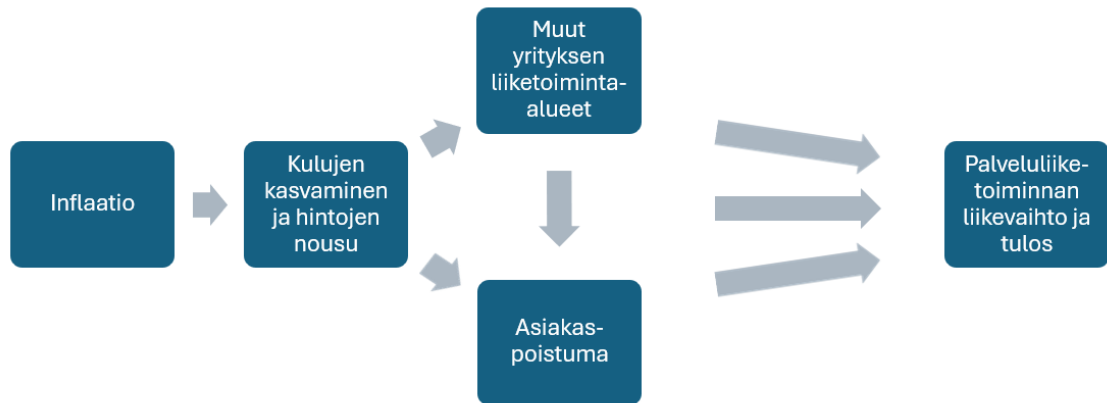 Inflaatio
Kulujen
kasvaminen
ja hintojen
nousu
Muut
yrityksen
liiketoiminta-
alueet
Asiakas-
poistuma
Palveluliike-
toiminnan
liikevaihto ja
tulos